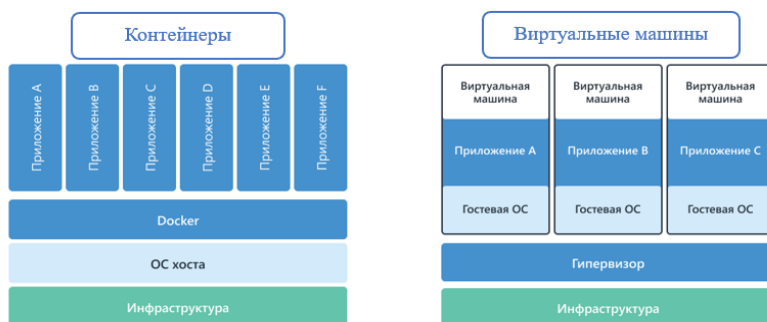 Контейнеры
Приложение A
Приложение B
Приложение C
Приложение D
Приложение E
Приложение F
Docker
ОС хоста
Инфраструктура
Виртуальные машины
Виртуальная
машина
Приложение A
Гостевая ОС
Виртуальная
машина
Приложение B
Гостевая ОС
Виртуальная
машина
Приложение C
Гостевая ОС
Гипервизор
Инфраструктура